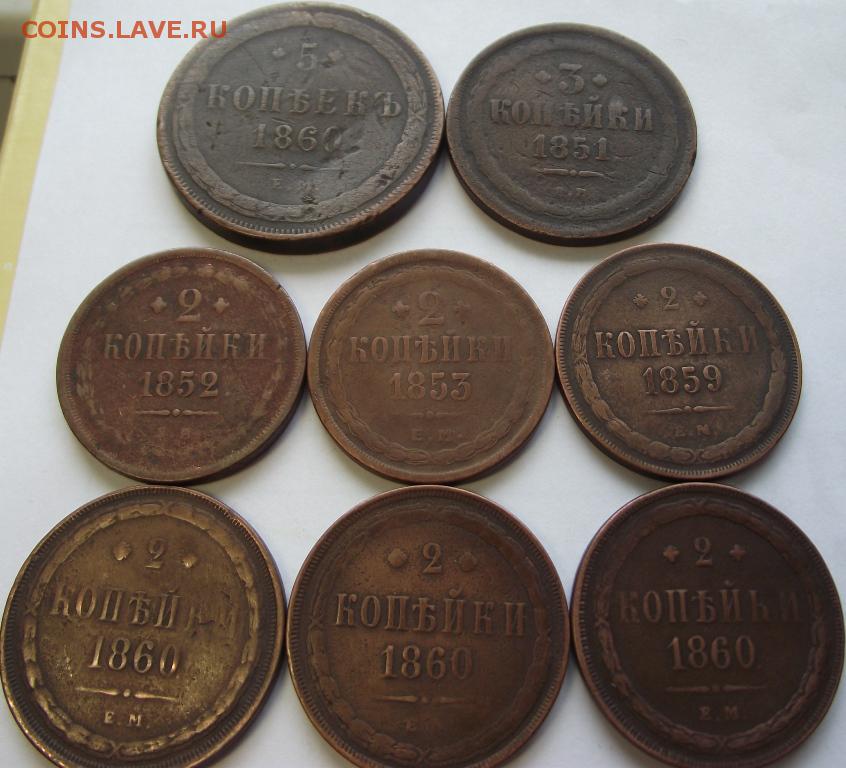 COINS.LAVE.RU
5
КОПѢЕКЪ
1860
Е.М.
3
КОПѢЙКИ
1851
2
КОПѢЙКИ
1852
2
КОПѢЙКИ
1853
Е.М.
2
КОПѢЙКИ
1859
Е.М.
2
КОПѢЙКИ
1860
Е.М
2
КОПѢЙКИ
1860
2
КОПѢЙКИ
1860
Е.М.